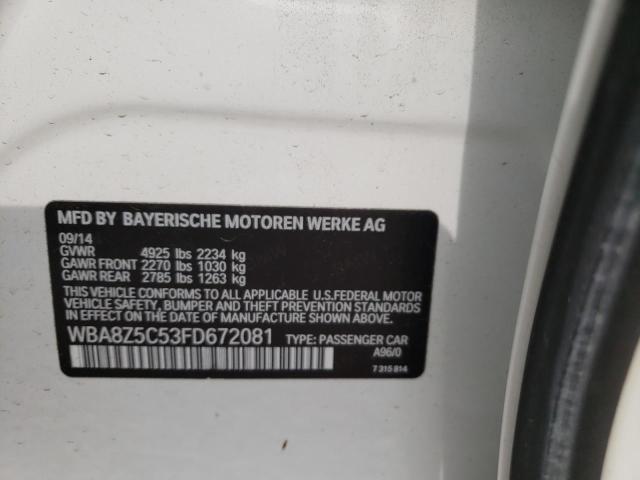 MFD BY BAYERISCHE MOTOREN WERKE AG
09/14
GVWR 4925 lbs 2234 kg
GAWR FRONT 2270 lbs 1030 kg
GAWR REAR 2785 lbs 1263 kg
THIS VEHICLE CONFORMS TO ALL APPLICABLE U.S.FEDERAL MOTOR
VEHICLE SAFETY, BUMPER AND THEFT PREVENTION STANDARDS
IN EFFECT ON THE DATE OF MANUFACTURE SHOWN ABOVE.
WBA8Z5C53FD672081 TYPE: PASSENGER CAR
A96/0
7 315 814